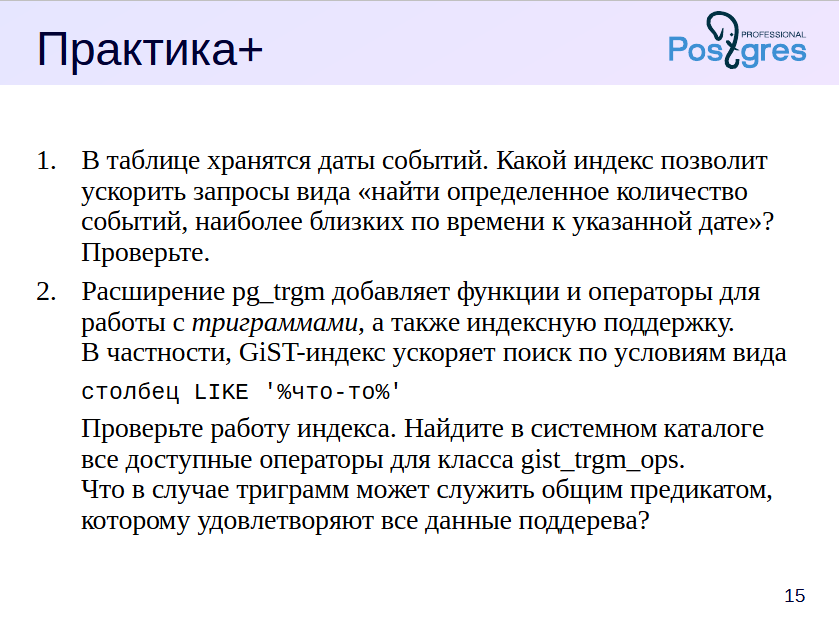 Практика+
PROFESSIONAL
Postgres
1. В таблице хранятся даты событий. Какой индекс позволит
ускорить запросы вида «найти определенное количество
событий, наиболее близких по времени к указанной дате»?
Проверьте.
2. Расширение pg_trgm добавляет функции и операторы для
работы с триграммами, а также индексную поддержку.
В частности, GiST-индекс ускоряет поиск по условиям вида
столбец LIKE '%что-то%'
Проверьте работу индекса. Найдите в системном каталоге
все доступные операторы для класса gist_trgm_ops.
Что в случае триграмм может служить общим предикатом,
которому удовлетворяют все данные поддерева?
15